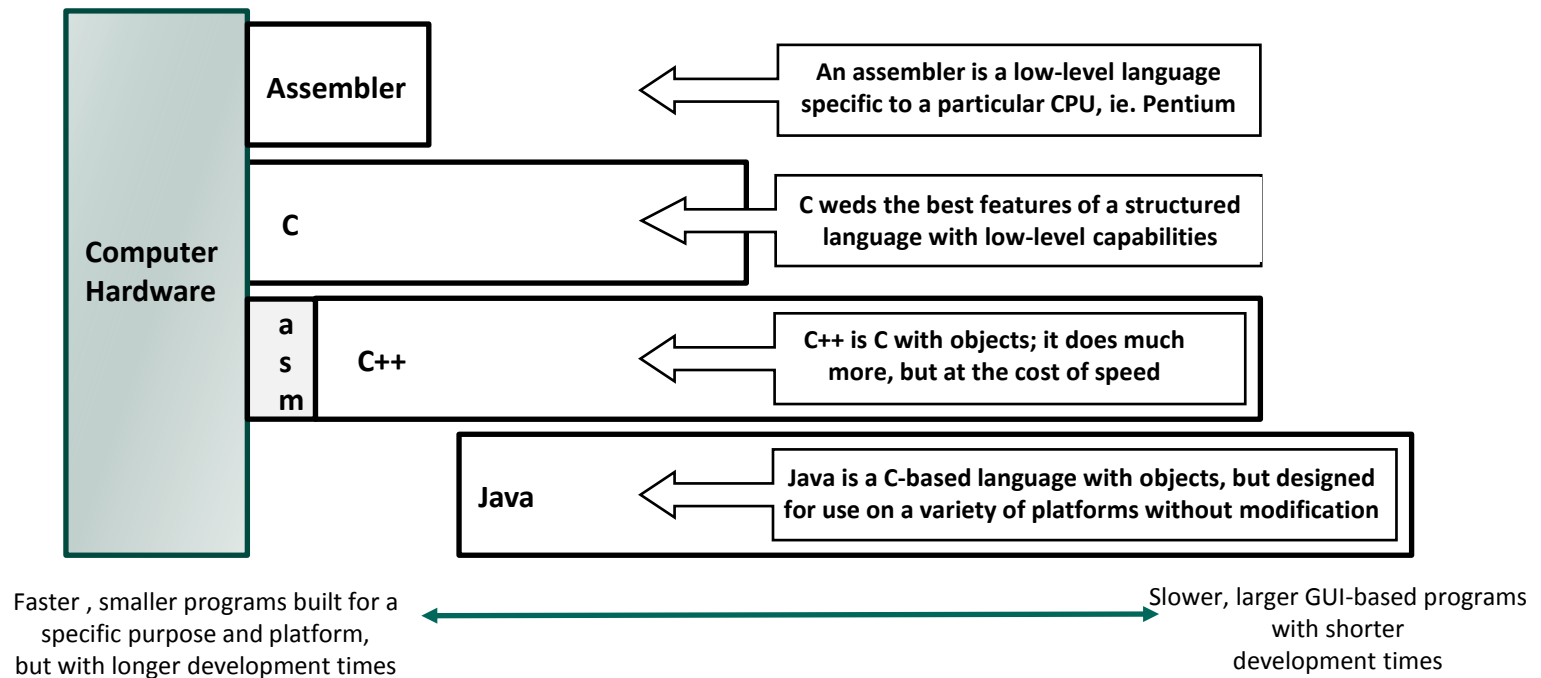 Computer
Hardware
Assembler
An assembler is a low-level language
specific to a particular CPU, ie. Pentium
C
C weds the best features of a structured
language with low-level capabilities
a
s
m
C++
C++ is C with objects; it does much
more, but at the cost of speed
Java
Java is a C-based language with objects, but designed
for use on a variety of platforms without modification
Faster , smaller programs built for a
specific purpose and platform,
but with longer development times
Slower, larger GUI-based programs
with shorter
development times